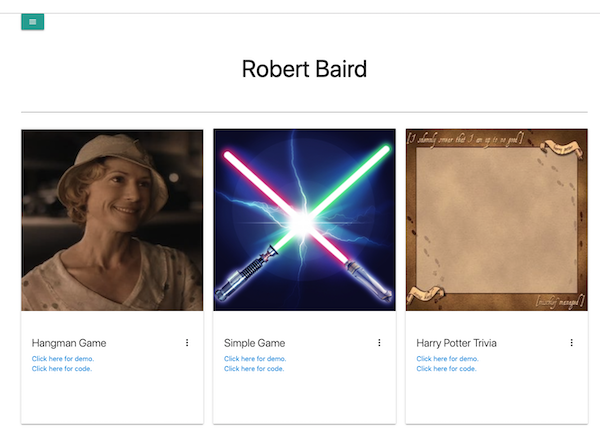 Robert Baird
I solemnly swear that I am up to no good
Harry Potter
mischief managed
Hangman Game
Click here for demo.
Click here for code.
Simple Game
Click here for demo.
Click here for code.
Harry Potter Trivia
Click here for demo.
Click here for code.